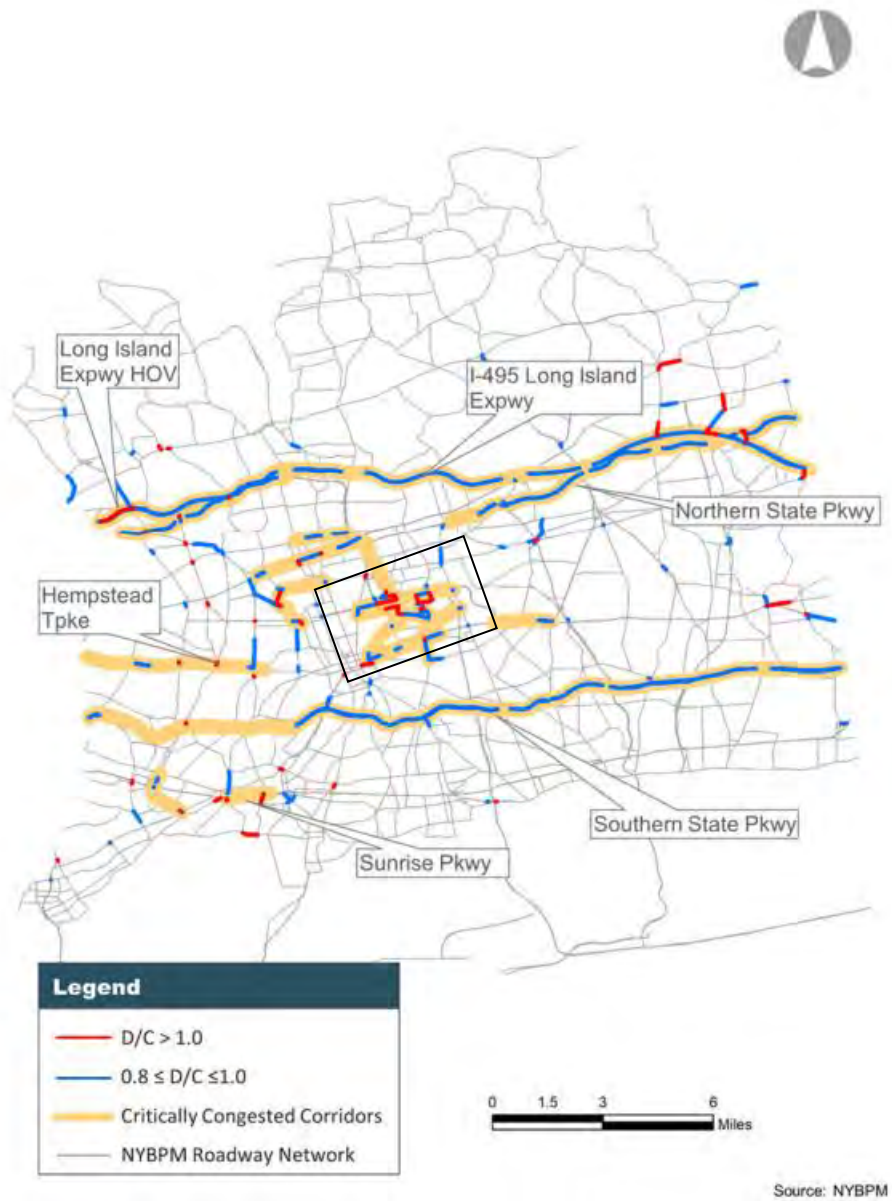 Long Island
Expwy HOV
I-495 Long Island
Expwy
Northern State Pkwy
Hempstead
Tpke
Southern State Pkwy
Sunrise Pkwy
Legend
D/C > 1.0
0.8 ≤ D/C ≤1.0
Critically Congested Corridors
NYBPM Roadway Network
0 1.5 3 6
Miles
Source: NYBPM